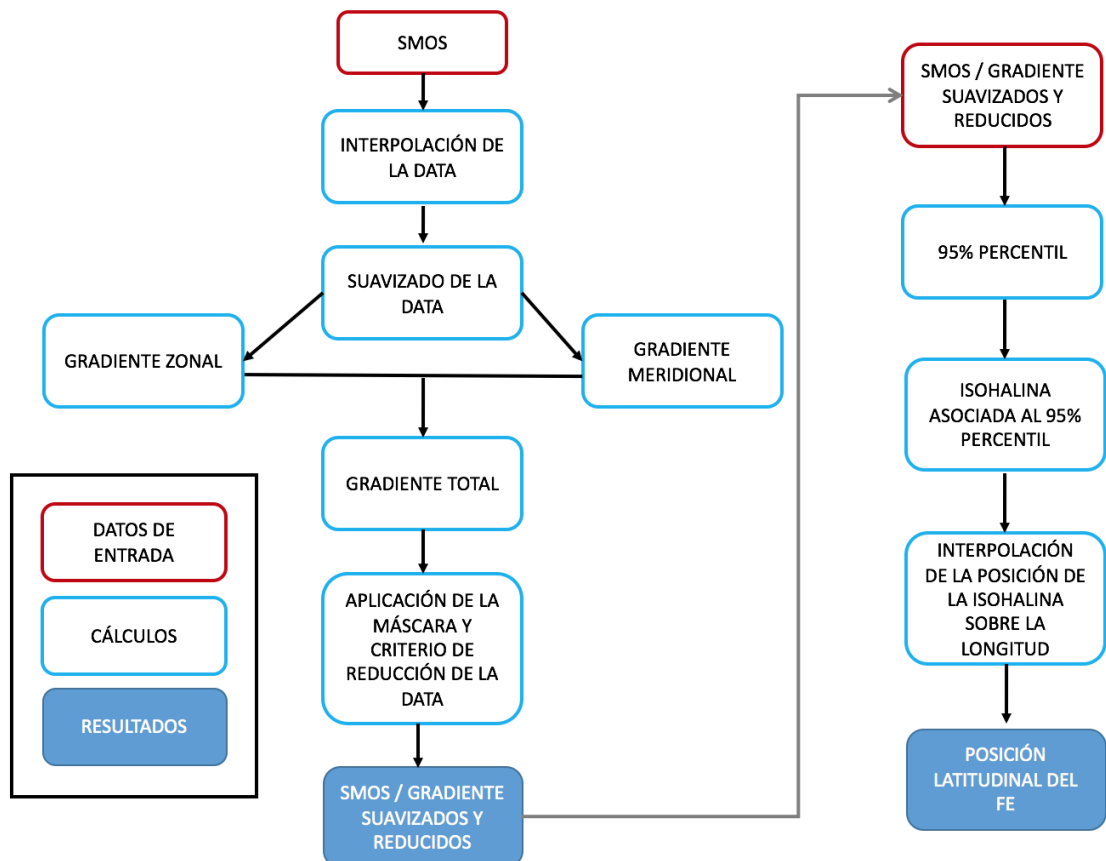 SMOS
INTERPOLACIÓN DE
LA DATA
SUAVIZADO DE LA
DATA
GRADIENTE ZONAL
GRADIENTE
MERIDIONAL
GRADIENTE TOTAL
APLICACIÓN DE LA
MÁSCARA Y
CRITERIO DE
REDUCCIÓN DE LA
DATA
SMOS / GRADIENTE
SUAVIZADOS Y
REDUCIDOS
DATOS DE
ENTRADA
CÁLCULOS
RESULTADOS
SMOS / GRADIENTE
SUAVIZADOS Y
REDUCIDOS
95% PERCENTIL
ISOHALINA
ASOCIADA AL 95%
PERCENTIL
INTERPOLACIÓN
DE LA POSICIÓN DE
LA ISOHALINA
SOBRE LA
LONGITUD
POSICIÓN
LATITUDINAL DEL
FE